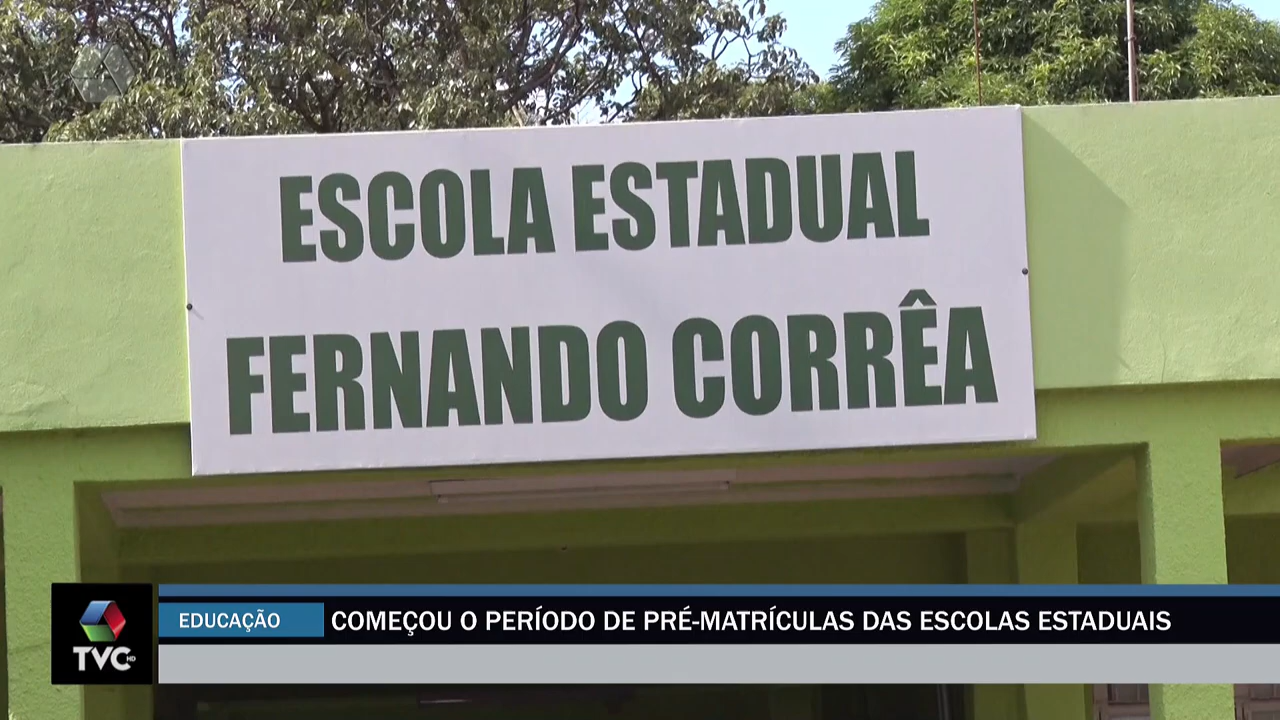 ESCOLA ESTADUAL
FERNANDO CORRÊA
EDUCAÇÃO
COMEÇOU O PERÍODO DE PRÉ-MATRÍCULAS DAS ESCOLAS ESTADUAIS
TVC HD